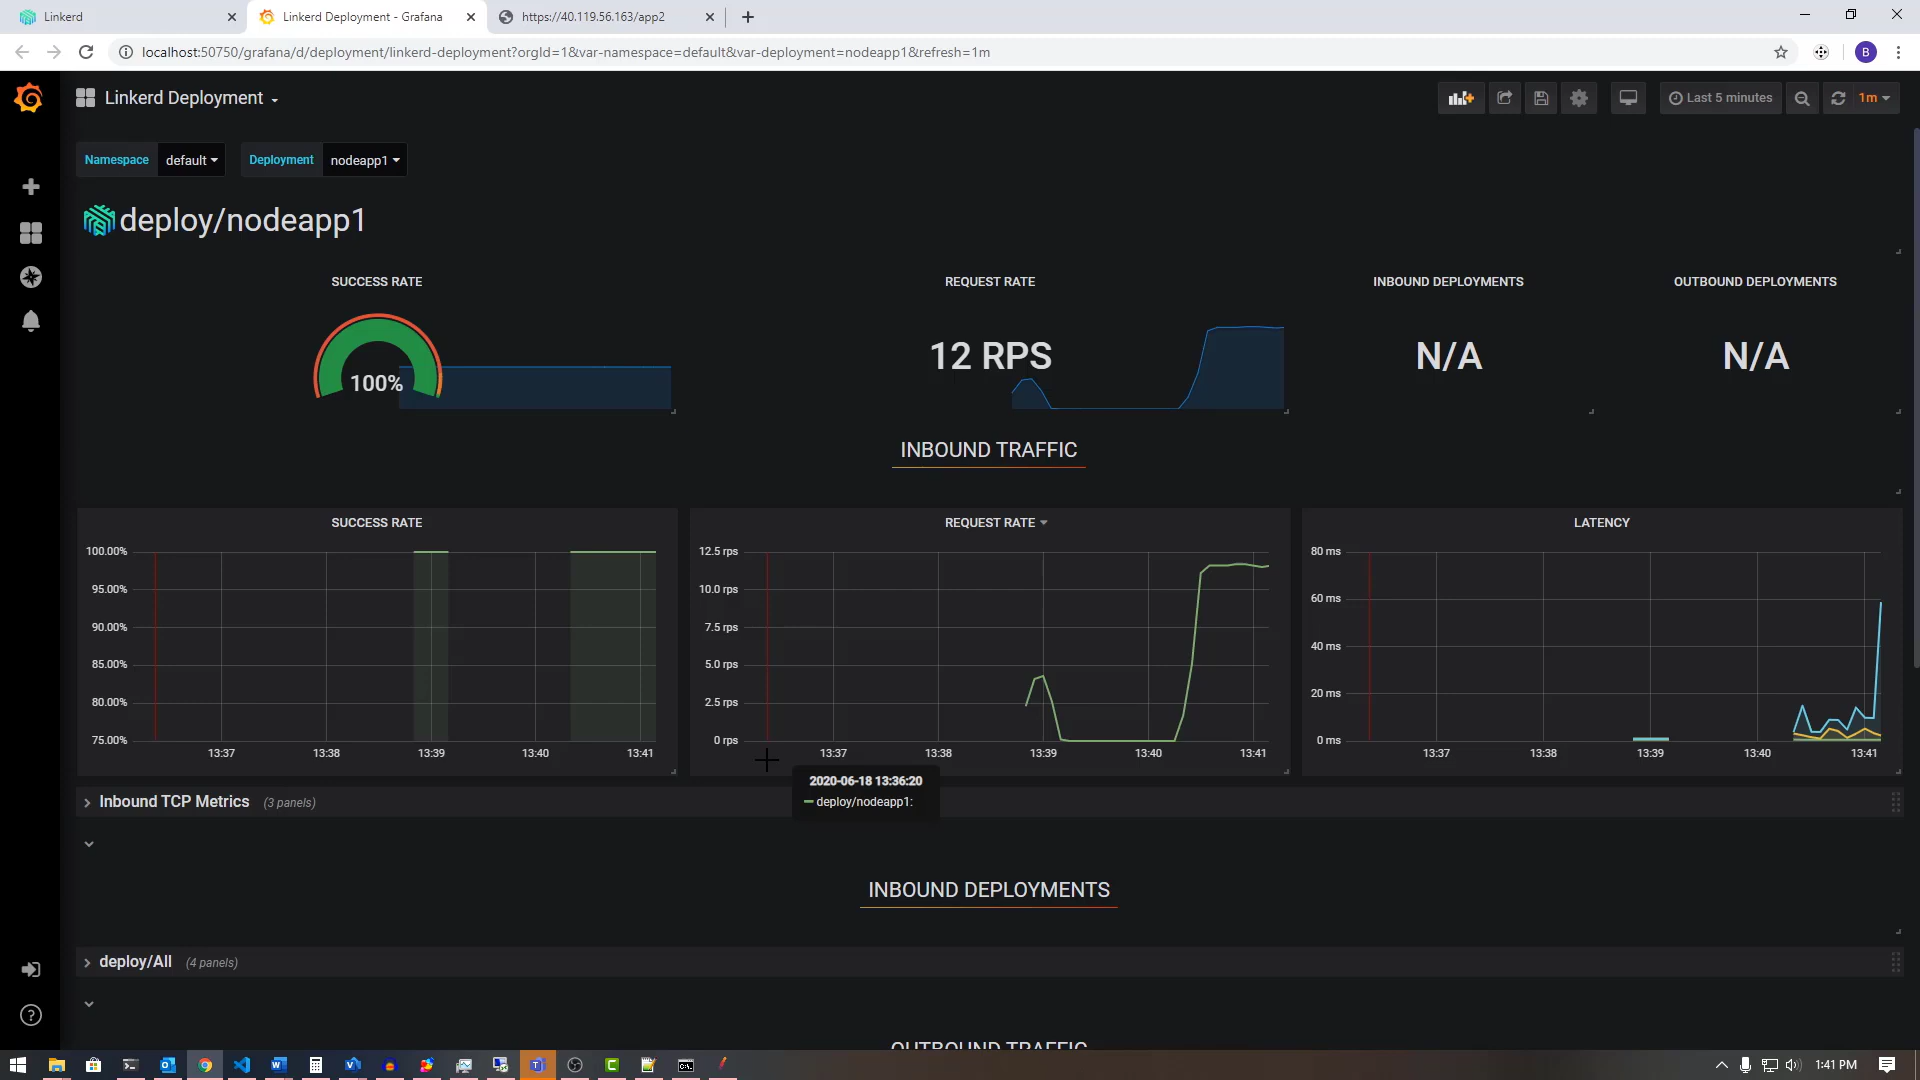 Linkerd
Linkerd Deployment - Grafana
https://40.119.56.163/app2
localhost:50750/grafana/d/deployment/linkerd-deployment?orgId=1&var-namespace=default&var-deployment=nodeapp1&refresh=1m
B
Linkerd Deployment
Last 5 minutes
1m
Namespace
default
Deployment
nodeapp1
deploy/nodeapp1
SUCCESS RATE
REQUEST RATE
INBOUND DEPLOYMENTS
OUTBOUND DEPLOYMENTS
100%
12 RPS
N/A
N/A
INBOUND TRAFFIC
SUCCESS RATE
100.00%
95.00%
90.00%
85.00%
80.00%
75.00%
13:37
13:38
13:39
13:40
13:41
REQUEST RATE
12.5 rps
10.0 rps
7.5 rps
5.0 rps
2.5 rps
0 rps
13:37
13:38
13:39
13:40
13:41
LATENCY
80 ms
60 ms
40 ms
20 ms
0 ms
13:37
13:38
13:39
13:40
13:41
2020-06-18 13:36:20
deploy/nodeapp1:
Inbound TCP Metrics (3 panels)
INBOUND DEPLOYMENTS
deploy/All (4 panels)
OUTBOUND TRAFFIC
1:41 PM